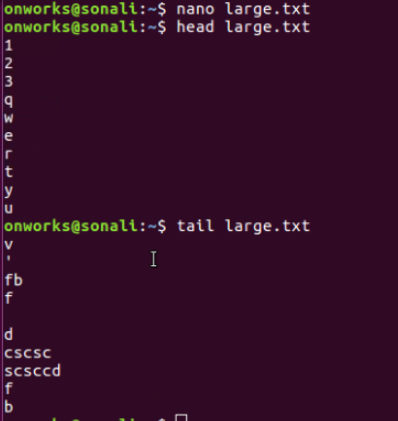 onworks@sonali:~$ nano large.txt
onworks@sonali:~$ head large.txt
1
2
3
q
w
e
r
t
y
u
onworks@sonali:~$ tail large.txt
v
'
fb
f

d
cscsc
scsccd
f
b